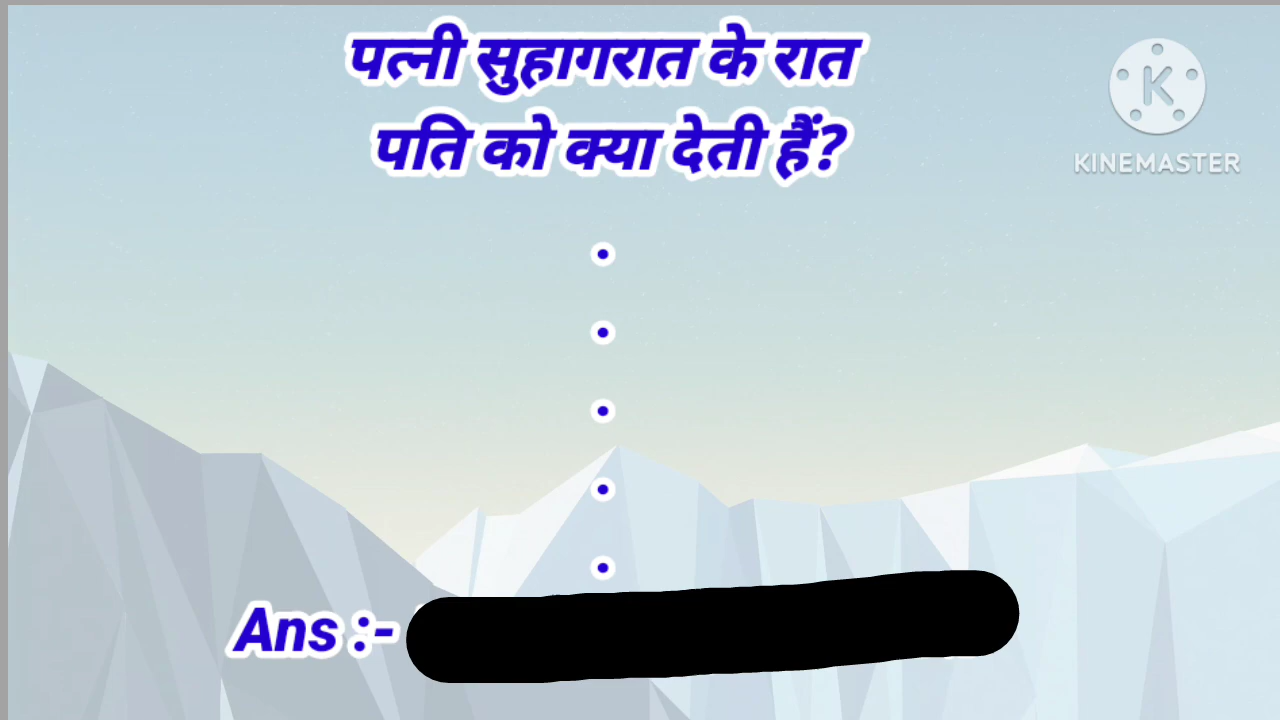 पत्नी सुहागरात के रात
पति को क्या देती हैं?
K
KINEMASTER
Ans :-